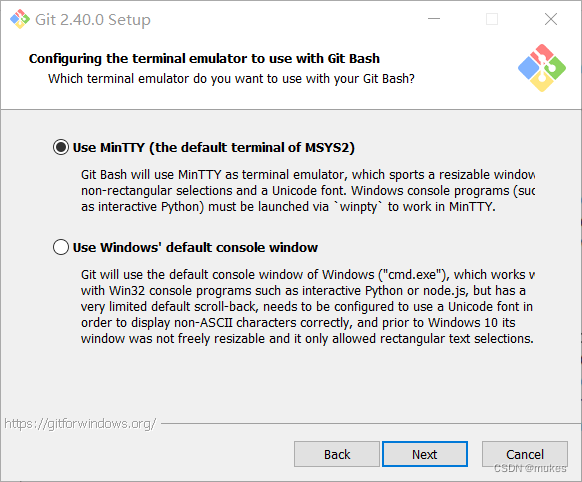 Git 2.40.0 Setup
Configuring the terminal emulator to use with Git Bash
Which terminal emulator do you want to use with your Git Bash?
Use MinTTY (the default terminal of MSYS2)
Git Bash will use MinTTY as terminal emulator, which sports a resizable window
non-rectangular selections and a Unicode font. Windows console programs (suc
as interactive Python) must be launched via `winpty` to work in MinTTY.
Use Windows' default console window
Git will use the default console window of Windows ("cmd.exe"), which works w
with Win32 console programs such as interactive Python or node.js, but has a
very limited default scroll-back, needs to be configured to use a Unicode font in
order to display non-ASCII characters correctly, and prior to Windows 10 its
window was not freely resizable and it only allowed rectangular text selections.
https://gitforwindows.org/
Back Next Cancel
CSDN @mukes